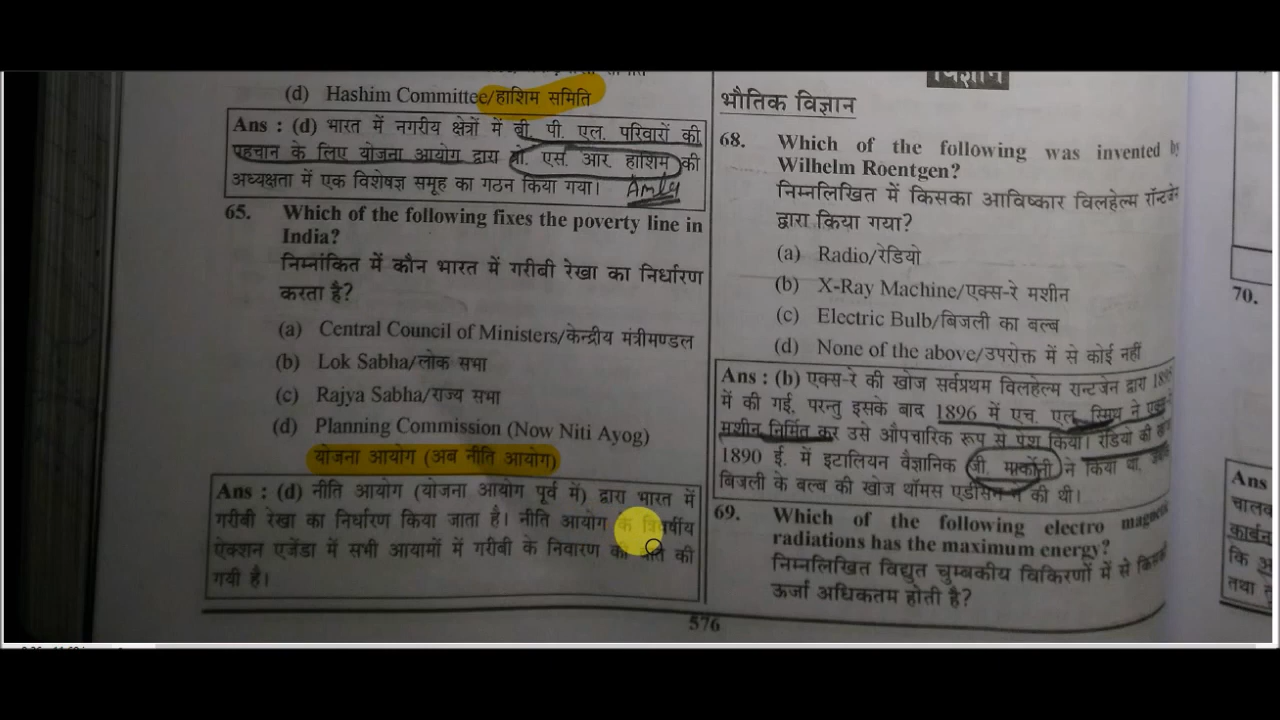 (d) Hashim Committee/हाशिम समिति
Ans : (d) भारत में नगरीय क्षेत्रों में बी. पी. एल. परिवारों की
पहचान के लिए योजना आयोग द्वारा प्रो. एस. आर हाशिम की
अध्यक्षता में एक विशेषज्ञ समूह का गठन किया गया।
65. Which of the following fixes the poverty line in
India?
निम्नांकित में कौन भारत में गरीबी रेखा का निर्धारण
करता है?
(a) Central Council of Ministers/केन्द्रीय मंत्रीमण्डल
(b) Lok Sabha/लोक सभा
(c) Rajya Sabha/राज्य सभा
(d) Planning Commission (Now Niti Ayog)
योजना आयोग (अब नीति आयोग)
Ans : (d) नीति आयोग (योजना आयोग पूर्व में) द्वारा भारत में
गरीबी रेखा का निर्धारण किया जाता है। नीति आयोग के त्रिवर्षीय
ऐक्शन एजेंडा में सभी आयामों में गरीबी के निवारण की बात की
गयी है।
576
विज्ञान
भौतिक विज्ञान
68. Which of the following was invented by
Wilhelm Roentgen?
निम्नलिखित में किसका आविष्कार विलहेल्म रॉन्टजेन
द्वारा किया गया?
(a) Radio/रेडियो
(b) X-Ray Machine/एक्स-रे मशीन
(c) Electric Bulb/बिजली का बल्ब
(d) None of the above/उपरोक्त में से कोई नहीं
Ans : (b) एक्स-रे की खोज सर्वप्रथम विलहेल्म रान्टजेन द्वारा 1895
में की गई, परन्तु इसके बाद 1896 में एच. एल. स्मिथ ने एक्स-रे
मशीन निर्मित कर उसे औपचारिक रूप से पेश किया। रेडियो की खोज
1890 ई. में इटालियन वैज्ञानिक जी. मार्कोनी ने किया था,
बिजली के बल्ब की खोज थॉमस एडीसन ने की थी।
69. Which of the following electro magnetic
radiations has the maximum energy?
निम्नलिखित विद्युत चुम्बकीय विकिरणों में से किसकी
ऊर्जा अधिकतम होती है?
70.
Ans
चालक
कार्बन
कि
तथा